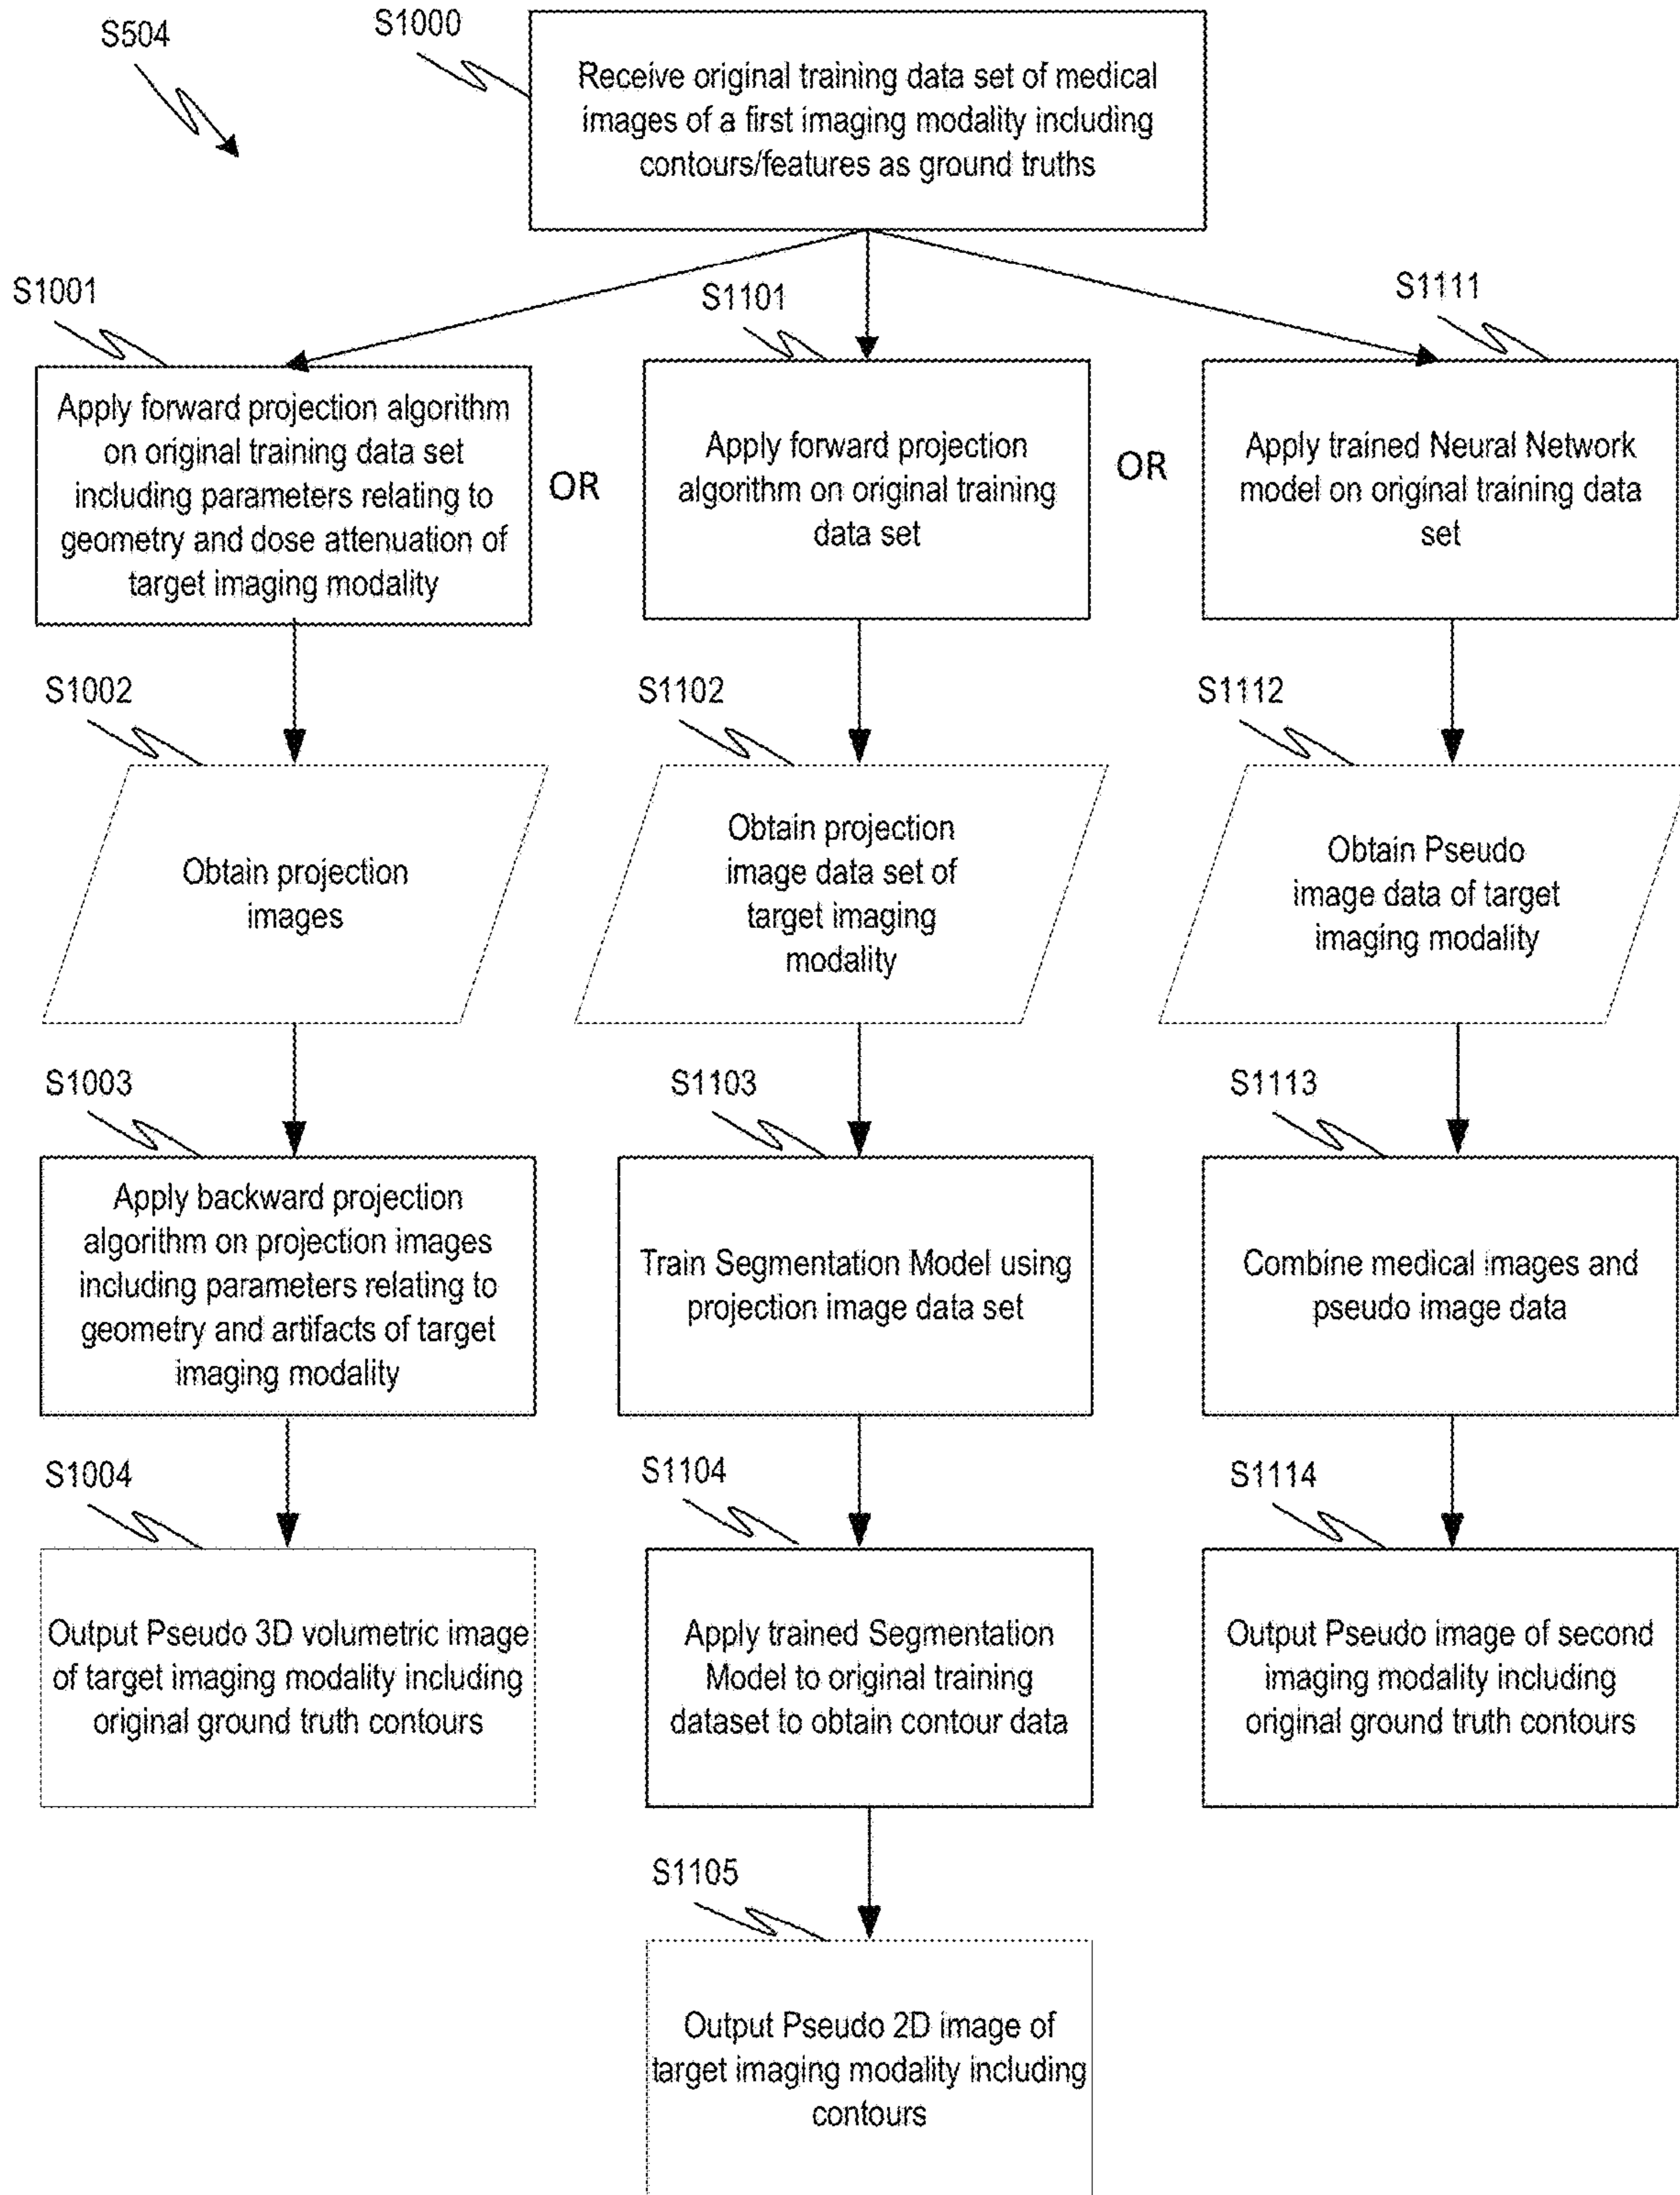 S504
S1000
Receive original training data set of medical
images of a first imaging modality including
contours/features as ground truths
S1001
S1101
S1111
Apply forward projection algorithm
on original training data set
including parameters relating to
geometry and dose attenuation of
target imaging modality
OR
Apply forward projection
algorithm on original training
data set
OR
Apply trained Neural Network
model on original training data
set
S1002
S1102
S1112
Obtain projection
images
Obtain projection
image data set of
target imaging
modality
Obtain Pseudo
image data of target
imaging modality
S1003
S1103
S1113
Apply backward projection
algorithm on projection images
including parameters relating to
geometry and artifacts of target
imaging modality
Train Segmentation Model using
projection image data set
Combine medical images and
pseudo image data
S1004
S1104
S1114
Output Pseudo 3D volumetric image
of target imaging modality including
original ground truth contours
Apply trained Segmentation
Model to original training
dataset to obtain contour data
Output Pseudo image of second
imaging modality including
original ground truth contours
S1105
Output Pseudo 2D image of
target imaging modality including
contours